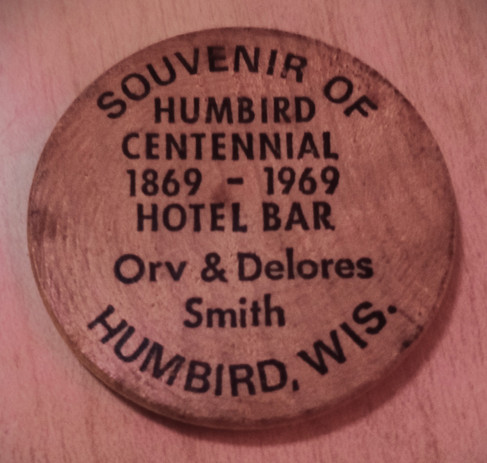 SOUVENIR OF
HUMBIRD
CENTENNIAL
1869 - 1969
HOTEL BAR
Orv & Delores
Smith
HUMBIRD, WIS.